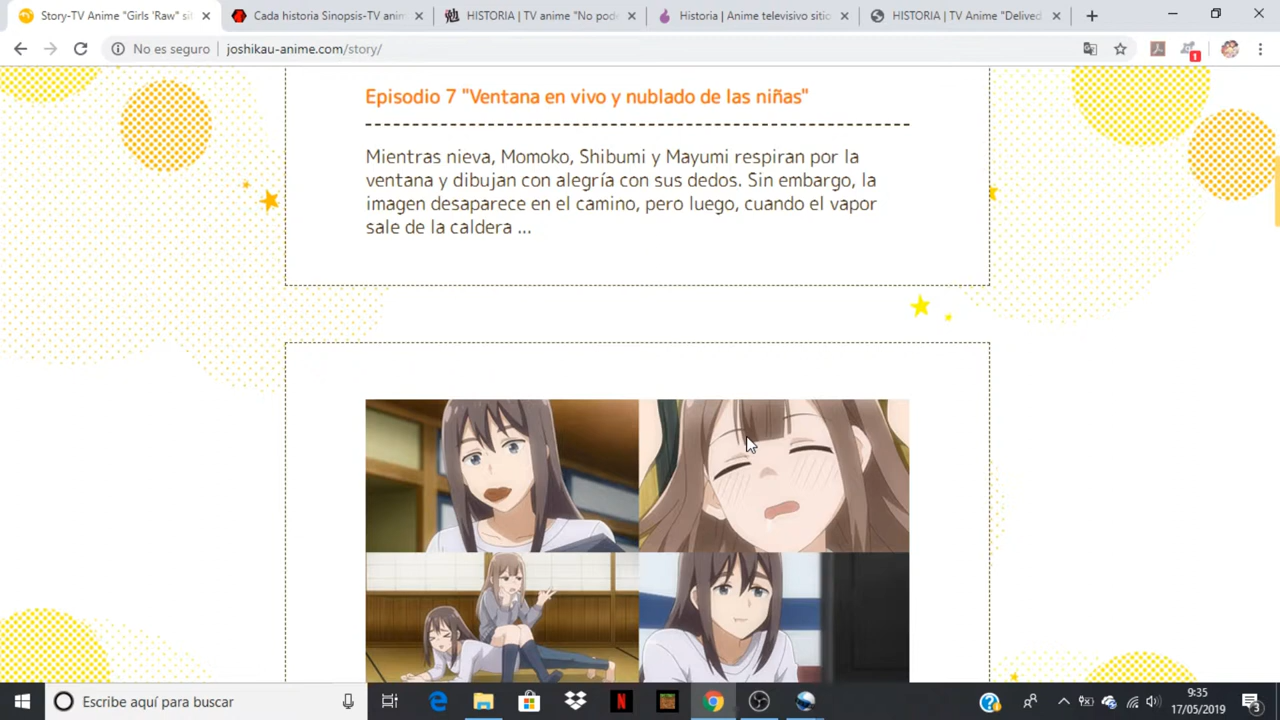 Story-TV Anime "Girls 'Raw" si
Cada historia Sinopsis-TV anim
HISTORIA | TV anime "No pod
Historia | Anime televisivo sitio
HISTORIA | TV Anime "Delived
No es seguro
joshikau-anime.com/story/
1
Episodio 7 "Ventana en vivo y nublado de las niñas"
Mientras nieva, Momoko, Shibumi y Mayumi respiran por la
ventana y dibujan con alegría con sus dedos. Sin embargo, la
imagen desaparece en el camino, pero luego, cuando el vapor
sale de la caldera ...
Escribe aquí para buscar
9:35
17/05/2019
3